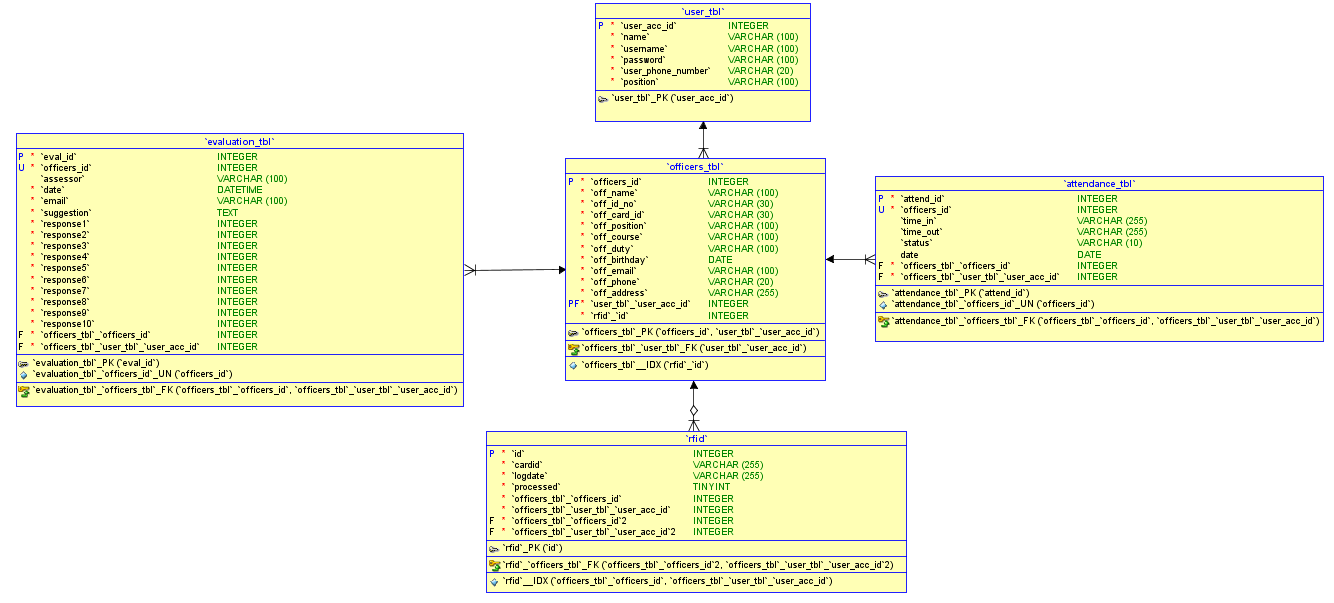 `user_tbl`
P * `user_acc_id` INTEGER
* `name` VARCHAR (100)
* `username` VARCHAR (100)
* `password` VARCHAR (100)
* `user_phone_number` VARCHAR (20)
* `position` VARCHAR (100)
`user_tbl`_PK (`user_acc_id`)
`evaluation_tbl`
P * `eval_id` INTEGER
U * `officers_id` INTEGER
`assessor` VARCHAR (100)
* `date` DATETIME
* `email` VARCHAR (100)
* `suggestion` TEXT
* `response1` INTEGER
* `response2` INTEGER
* `response3` INTEGER
* `response4` INTEGER
* `response5` INTEGER
* `response6` INTEGER
* `response7` INTEGER
* `response8` INTEGER
* `response9` INTEGER
* `response10` INTEGER
F * `officers_tbl`_`officers_id` INTEGER
F * `officers_tbl`_`user_tbl`_`user_acc_id` INTEGER
`evaluation_tbl`_PK (`eval_id`)
`evaluation_tbl`_`officers_id`_UN (`officers_id`)
`evaluation_tbl`_`officers_tbl`_FK (`officers_tbl`_`officers_id`, `officers_tbl`_`user_tbl`_`user_acc_id`)
`officers_tbl`
P * `officers_id` INTEGER
* `off_name` VARCHAR (100)
* `off_id_no` VARCHAR (30)
* `off_card_id` VARCHAR (30)
* `off_position` VARCHAR (100)
* `off_course` VARCHAR (100)
* `off_duty` VARCHAR (100)
* `off_birthday` DATE
* `off_email` VARCHAR (100)
* `off_phone` VARCHAR (20)
* `off_address` VARCHAR (255)
PF * `user_tbl`_`user_acc_id` INTEGER
* `rfid`_`id` INTEGER
`officers_tbl`_PK (`officers_id`, `user_tbl`_`user_acc_id`)
`officers_tbl`_`user_tbl`_FK (`user_tbl`_`user_acc_id`)
`officers_tbl`__IDX (`rfid`_`id`)
`attendance_tbl`
P * `attend_id` INTEGER
U * `officers_id` INTEGER
`time_in` VARCHAR (255)
`time_out` VARCHAR (255)
`status` VARCHAR (10)
date DATE
F * `officers_tbl`_`officers_id` INTEGER
F * `officers_tbl`_`user_tbl`_`user_acc_id` INTEGER
`attendance_tbl`_PK (`attend_id`)
`attendance_tbl`_`officers_id`_UN (`officers_id`)
`attendance_tbl`_`officers_tbl`_FK (`officers_tbl`_`officers_id`, `officers_tbl`_`user_tbl`_`user_acc_id`)
`rfid`
P * `id` INTEGER
* `cardid` VARCHAR (255)
* `logdate` VARCHAR (255)
* `processed` TINYINT
* `officers_tbl`_`officers_id` INTEGER
* `officers_tbl`_`user_tbl`_`user_acc_id` INTEGER
F * `officers_tbl`_`officers_id`2 INTEGER
F * `officers_tbl`_`user_tbl`_`user_acc_id`2 INTEGER
`rfid`_PK (`id`)
`rfid`_`officers_tbl`_FK (`officers_tbl`_`officers_id`2, `officers_tbl`_`user_tbl`_`user_acc_id`2)
`rfid`__IDX (`officers_tbl`_`officers_id`, `officers_tbl`_`user_tbl`_`user_acc_id`)